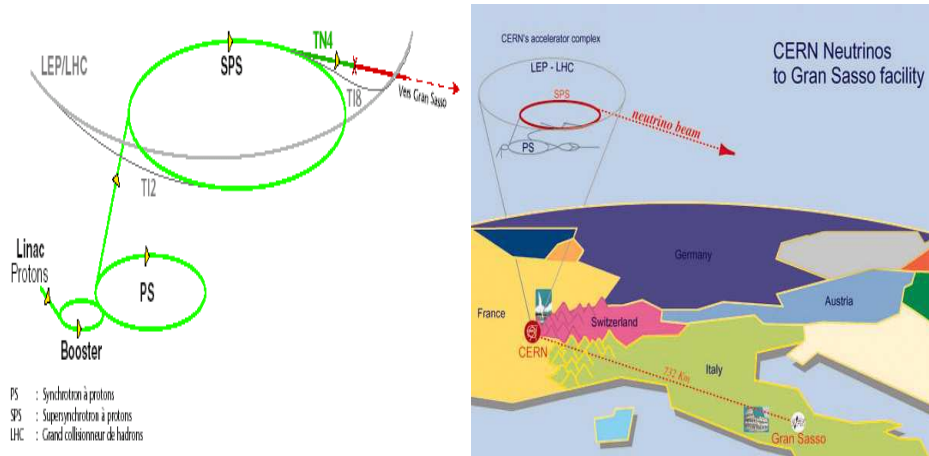 TN4
LEP/LHC
SPS
TI8
Vers Gran Sasso
TI2
Linac
Protons
PS
Booster
PS : Synchrotron à protons
SPS : Supersynchrotron à protons
LHC : Grand collisionneur de hadrons
CERN's accelerator complex
CERN Neutrinos
to Gran Sasso facility
LEP - LHC
SPS
neutrino beam
PS
Germany
France
Switzerland
Austria
CERN
732 Km
Italy
Gran Sasso